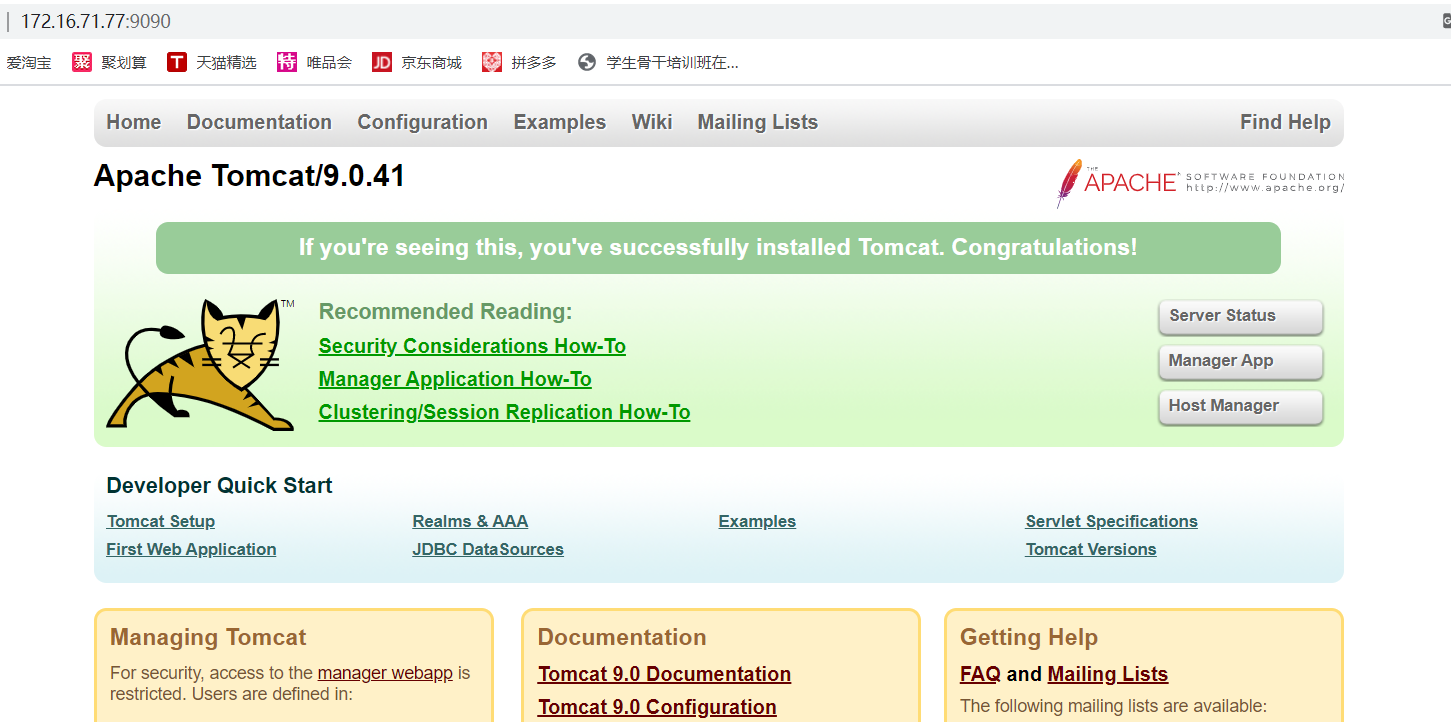 172.16.71.77:9090
爱淘宝 聚 聚划算 T 天猫精选 特 唯品会 JD 京东商城 拼多多 学生骨干培训班在...
Home Documentation Configuration Examples Wiki Mailing Lists Find Help
Apache Tomcat/9.0.41
THE APACHE SOFTWARE FOUNDATION
http://www.apache.org/
If you're seeing this, you've successfully installed Tomcat. Congratulations!
TM
Recommended Reading:
Security Considerations How-To
Manager Application How-To
Clustering/Session Replication How-To
Server Status
Manager App
Host Manager
Developer Quick Start
Tomcat Setup Realms & AAA Examples Servlet Specifications
First Web Application JDBC DataSources Tomcat Versions
Managing Tomcat
For security, access to the manager webapp is
restricted. Users are defined in:
Documentation
Tomcat 9.0 Documentation
Tomcat 9.0 Configuration
Getting Help
FAQ and Mailing Lists
The following mailing lists are available: